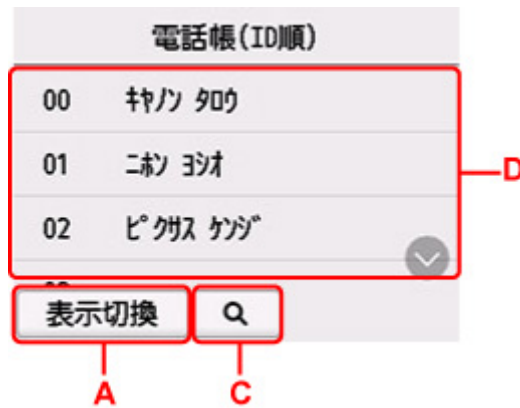 電話帳(ID順)
00 ｷﾔﾉﾝ ﾀﾛｳ
01 ﾆﾎﾝ ﾖｼｵ
02 ﾋﾟｸｻｽ ｹﾝｼﾞ
D
表示切換
A
C